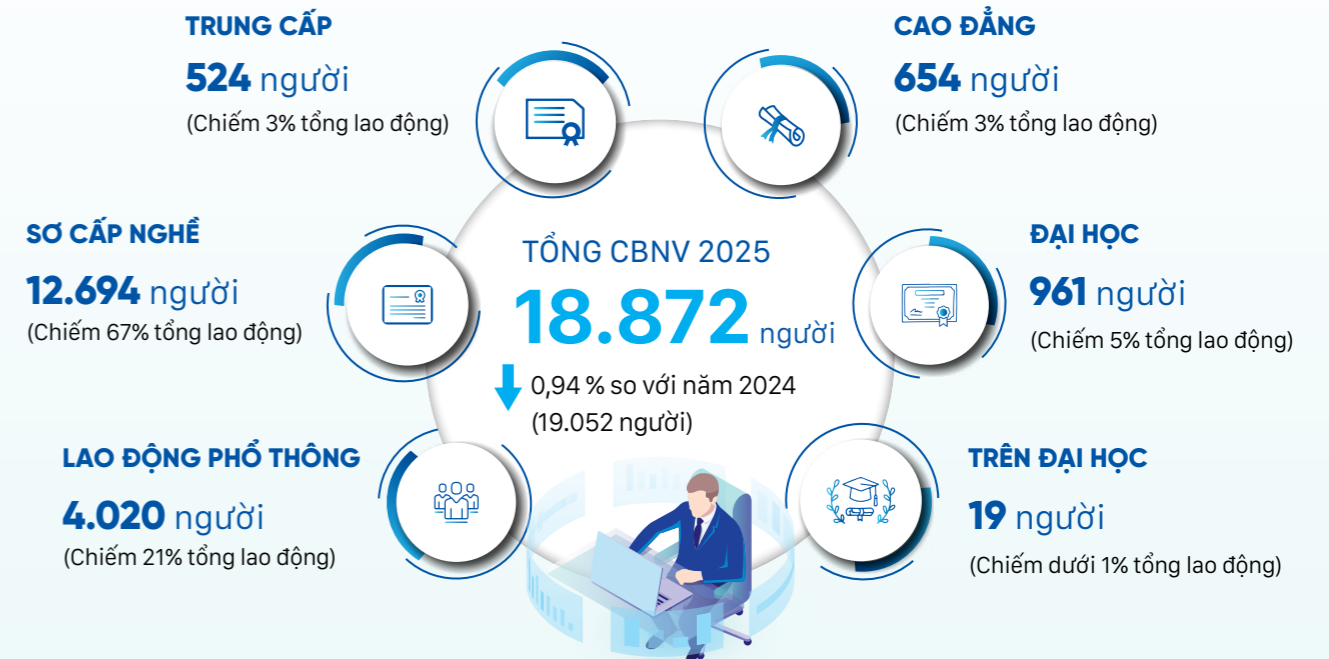 TRUNG CẤP
524 người
(Chiếm 3% tổng lao động)
CAO ĐẲNG
654 người
(Chiếm 3% tổng lao động)
SƠ CẤP NGHỀ
12.694 người
(Chiếm 67% tổng lao động)
TỔNG CBNV 2025
18.872 người
0,94 % so với năm 2024
(19.052 người)
ĐẠI HỌC
961 người
(Chiếm 5% tổng lao động)
LAO ĐỘNG PHỔ THÔNG
4.020 người
(Chiếm 21% tổng lao động)
TRÊN ĐẠI HỌC
19 người
(Chiếm dưới 1% tổng lao động)